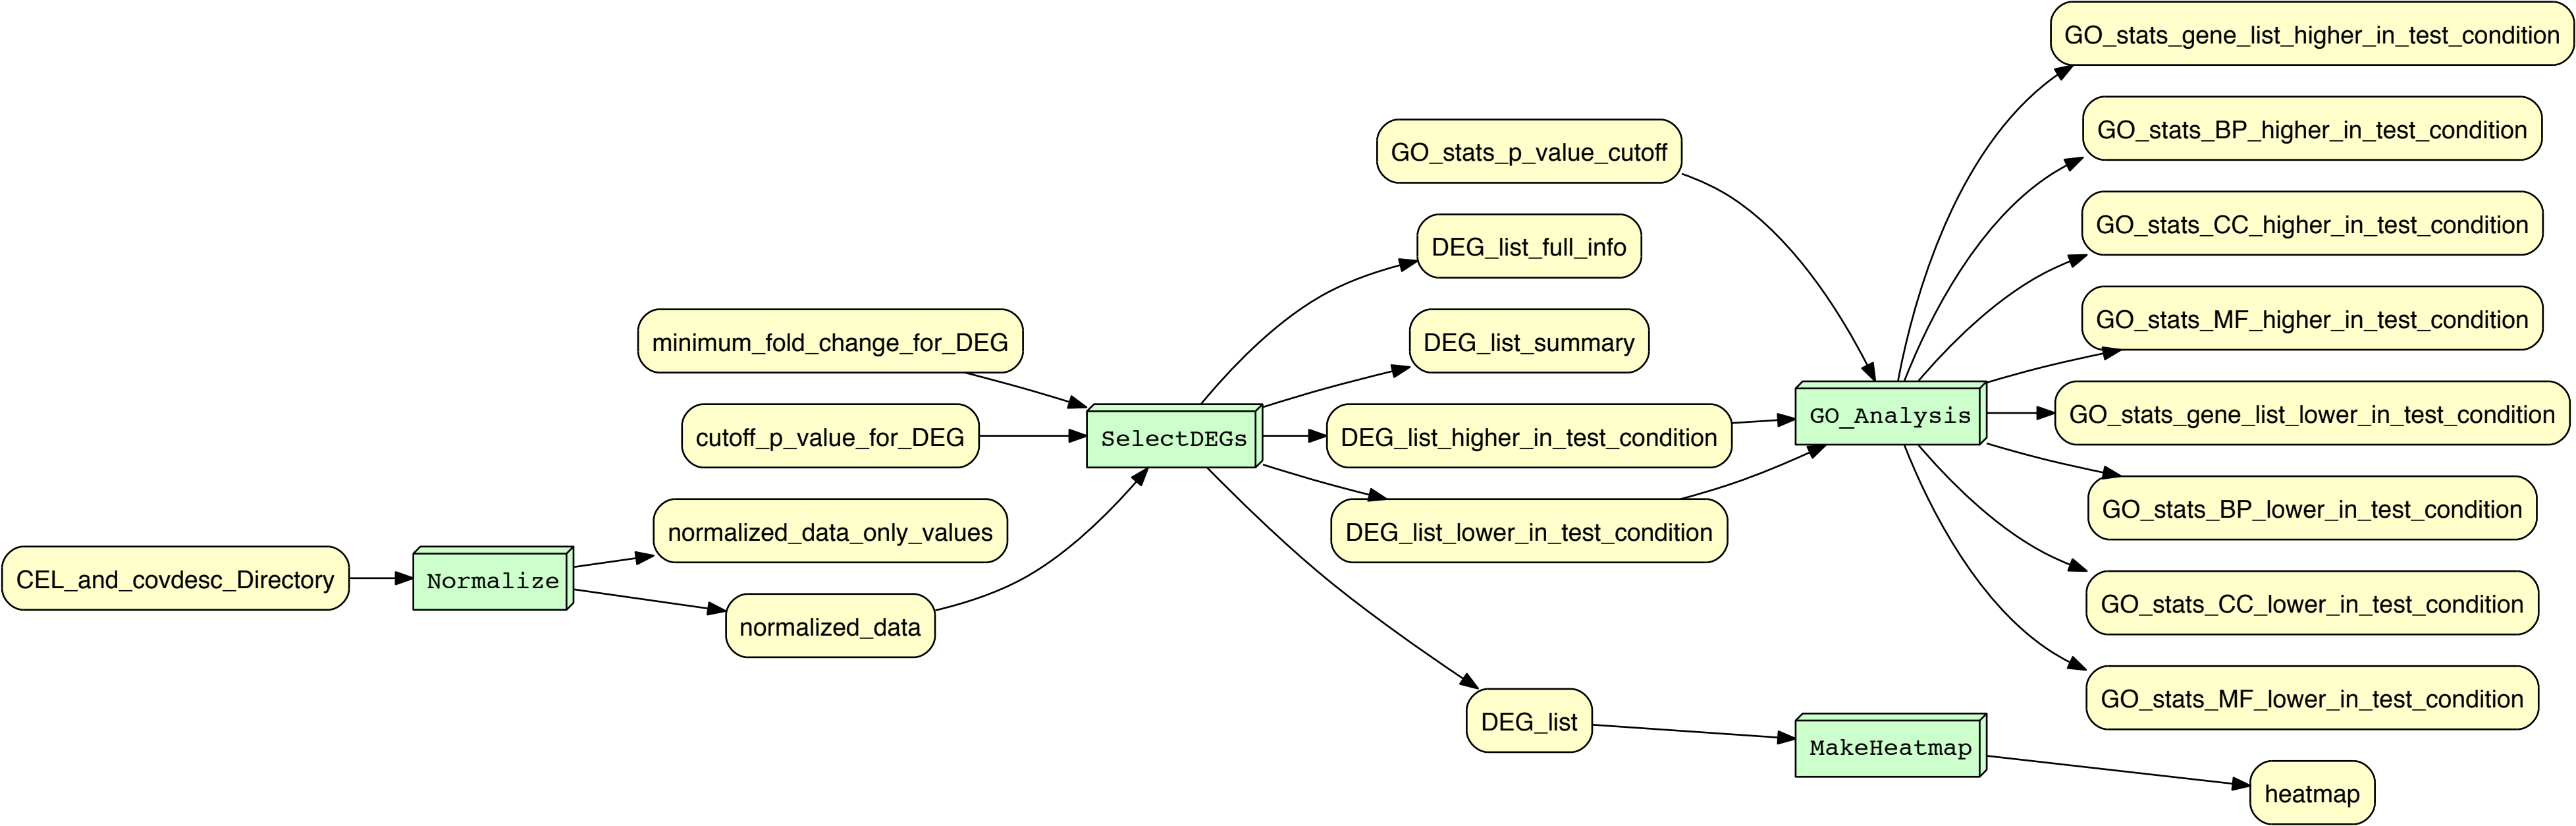 GO_stats_gene_list_higher_in_test_condition
GO_stats_BP_higher_in_test_condition
GO_stats_p_value_cutoff
GO_stats_CC_higher_in_test_condition
DEG_list_full_info
GO_stats_MF_higher_in_test_condition
minimum_fold_change_for_DEG
DEG_list_summary
GO_Analysis
GO_stats_gene_list_lower_in_test_condition
cutoff_p_value_for_DEG
SelectDEGs
DEG_list_higher_in_test_condition
GO_stats_BP_lower_in_test_condition
normalized_data_only_values
DEG_list_lower_in_test_condition
CEL_and_covdesc_Directory
Normalize
GO_stats_CC_lower_in_test_condition
normalized_data
GO_stats_MF_lower_in_test_condition
DEG_list
MakeHeatmap
heatmap